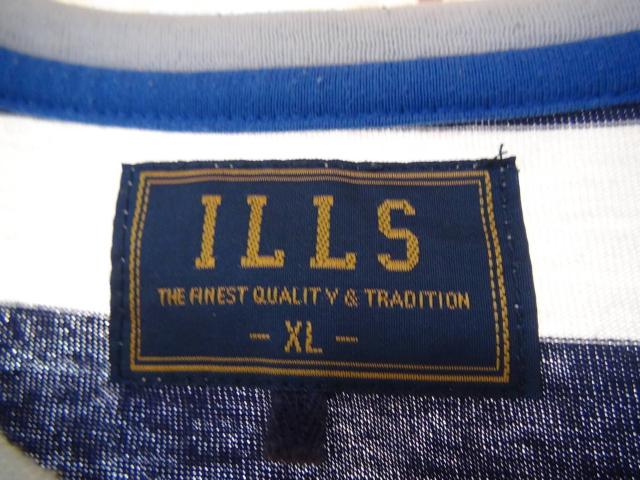 ILLS
THE FINEST QUALITY & TRADITION
- XL -